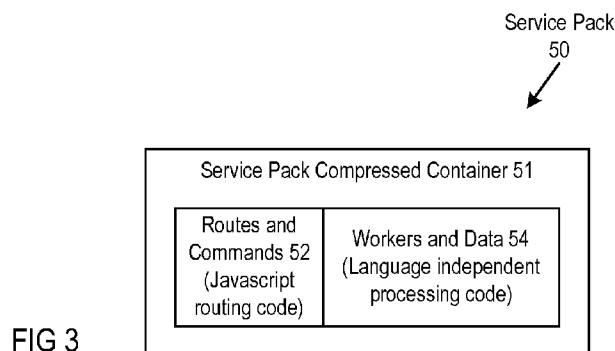 Service Pack
50
Service Pack Compressed Container 51
Routes and
Commands 52
(Javascript
routing code)
Workers and Data 54
(Language independent
processing code)
FIG 3